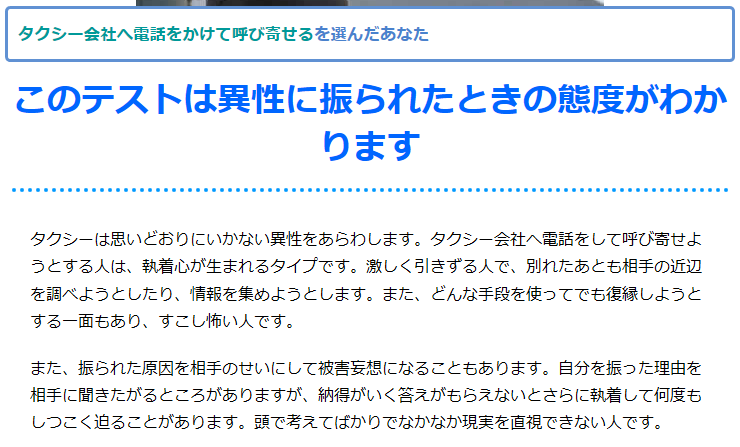 タクシー会社へ電話をかけて呼び寄せるを選んだあなた
このテストは異性に振られたときの態度がわか
ります
タクシーは思いどおりにいかない異性をあらわします。タクシー会社へ電話をして呼び寄せよ
うとする人は、執着心が生まれるタイプです。激しく引きずる人で、別れたあとも相手の近辺
を調べようとしたり、情報を集めようとします。また、どんな手段を使ってでも復縁しようと
する一面もあり、すこし怖い人です。
また、振られた原因を相手のせいにして被害妄想になることもあります。自分を振った理由を
相手に聞きたがるところがありますが、納得がいく答えがもらえないとさらに執着して何度も
しつこく迫ることがあります。頭で考えてばかりでなかなか現実を直視できない人です。